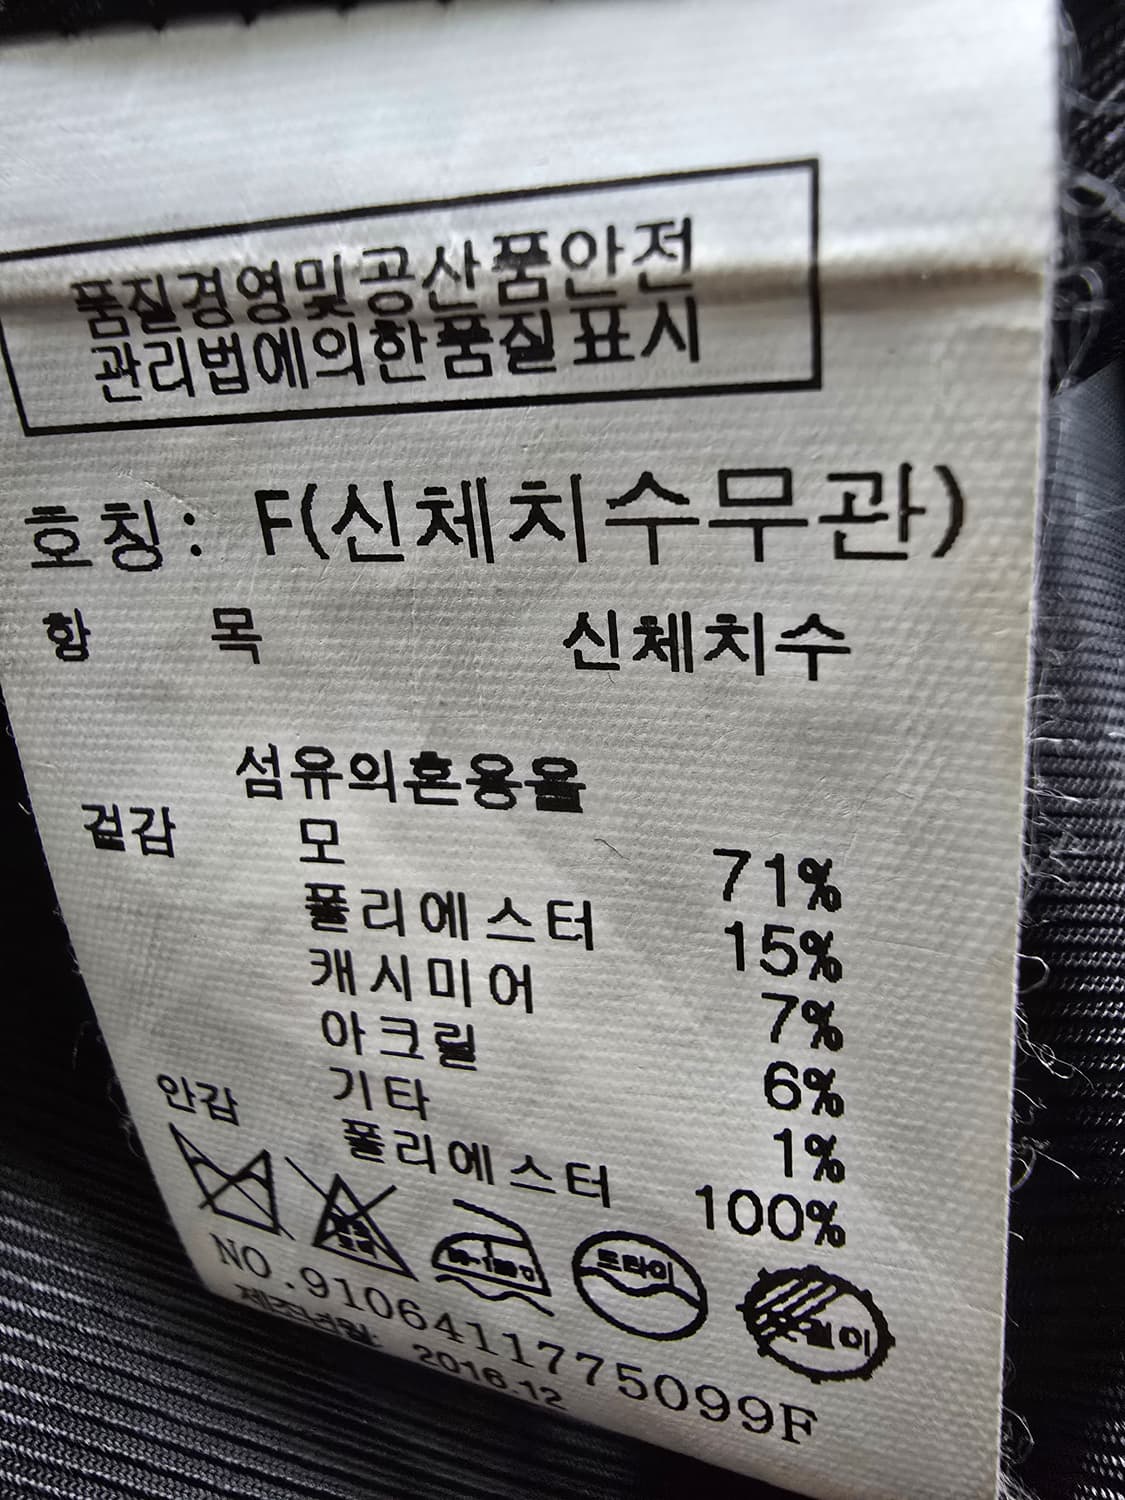 품질경영및공산품안전
관리법에의한품질표시
호칭: F(신체치수무관)
항 목 신체치수
섬유의혼용율
겉감 모 71%
폴리에스터 15%
캐시미어 7%
아크릴 6%
기타 1%
안감 폴리에스터 100%
드라이
NO.9106411775099F
제조년월: 2016.12